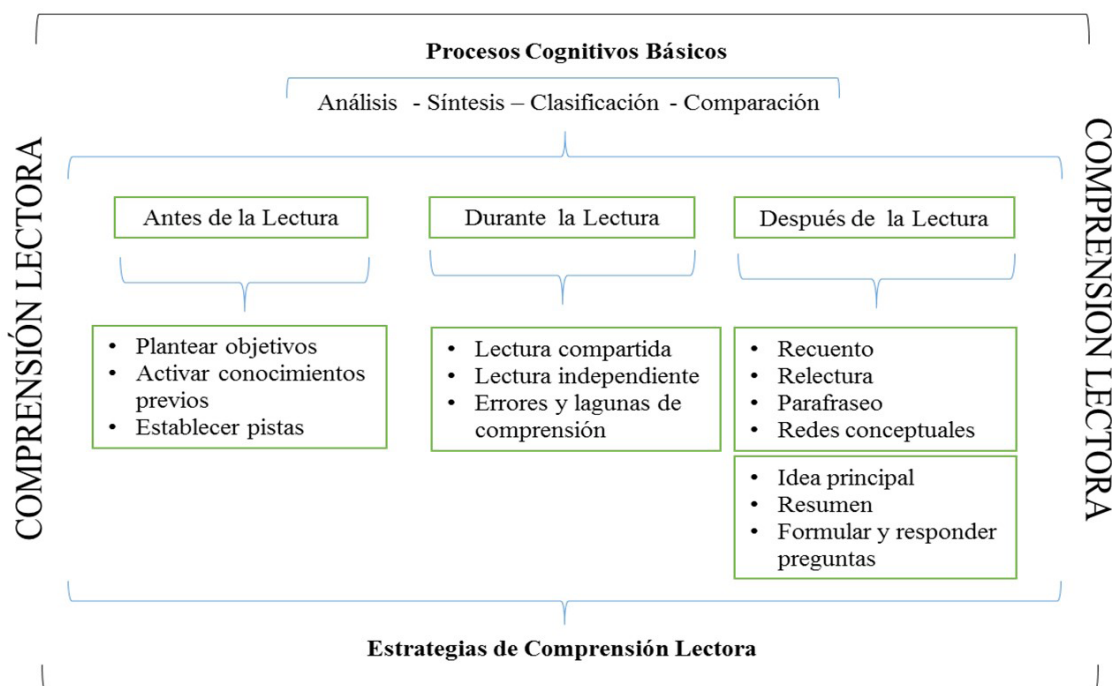 Procesos Cognitivos Básicos
Análisis - Síntesis – Clasificación - Comparación
COMPRENSIÓN LECTORA
Antes de la Lectura
• Plantear objetivos
• Activar conocimientos
previos
• Establecer pistas
Durante la Lectura
• Lectura compartida
• Lectura independiente
• Errores y lagunas de
comprensión
Después de la Lectura
• Recuento
• Relectura
• Parafraseo
• Redes conceptuales
• Idea principal
• Resumen
• Formular y responder
preguntas
COMPRENSION LECTORA
Estrategias de Comprensión Lectora